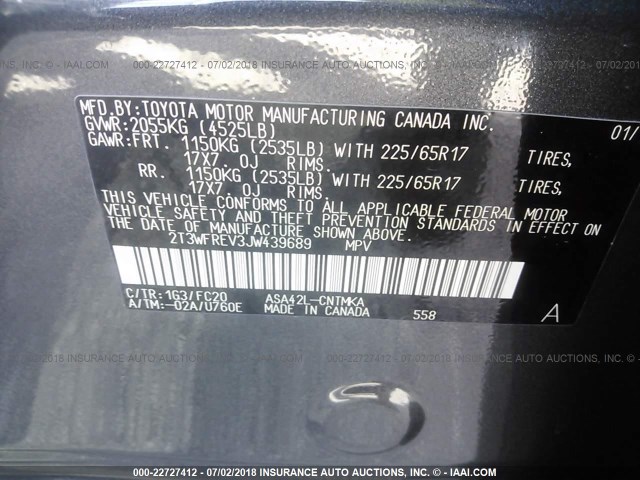 000-22727412 - 07/02/2018 - INSURANCE AUTO AUCTIONS - © - IAAI.COM
MFD.BY:TOYOTA MOTOR MANUFACTURING CANADA INC. 01/
GVWR:2055KG (4525LB)
GAWR:FRT. 1150KG (2535LB) WITH 225/65R17 TIRES,
17X7.0J RIMS.
RR. 1150KG (2535LB) WITH 225/65R17 TIRES,
17X7.0J RIMS.
THIS VEHICLE CONFORMS TO ALL APPLICABLE FEDERAL MOTOR
VEHICLE SAFETY AND THEFT PREVENTION STANDARDS IN EFFECT ON
THE DATE OF MANUFACTURE SHOWN ABOVE.
2T3WFREV3JW439689 MPV
C/TR:1G3/FC20 ASA42L-CNTMKA
A/TM:-02A/U760E MADE IN CANADA 558 A
000-22727412 - 07/02/2018 - INSURANCE AUTO AUCTIONS - © - IAAI.COM